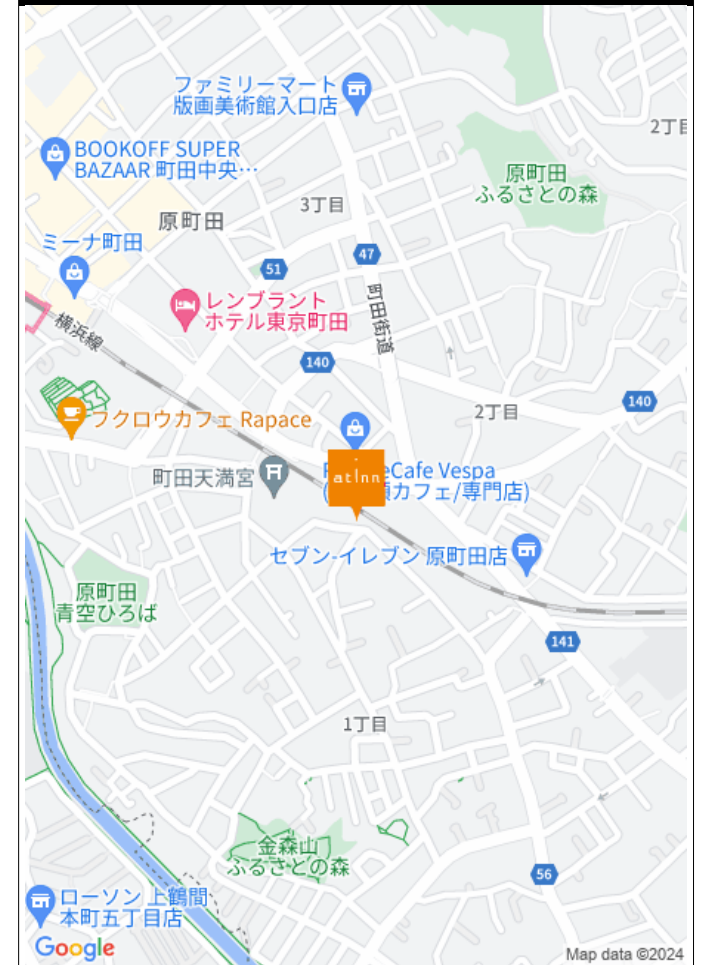 ファミリーマート
版画美術館入口店
2丁目
BOOKOFF SUPER
BAZAAR 町田中央…
原町田
ふるさとの森
3丁目
原町田
ミーナ町田
47
51
レンブラント
ホテル東京町田
町田街道
横浜線
140
140
2丁目
フクロウカフェ Rapace
町田天満宮
eCafe Vespa
atInn
カフェ/専門店)
セブン-イレブン 原町田店
原町田
青空ひろば
141
1丁目
金森山
ふるさとの森
56
ローソン 上鶴間
本町五丁目店
Google
Map data ©2024